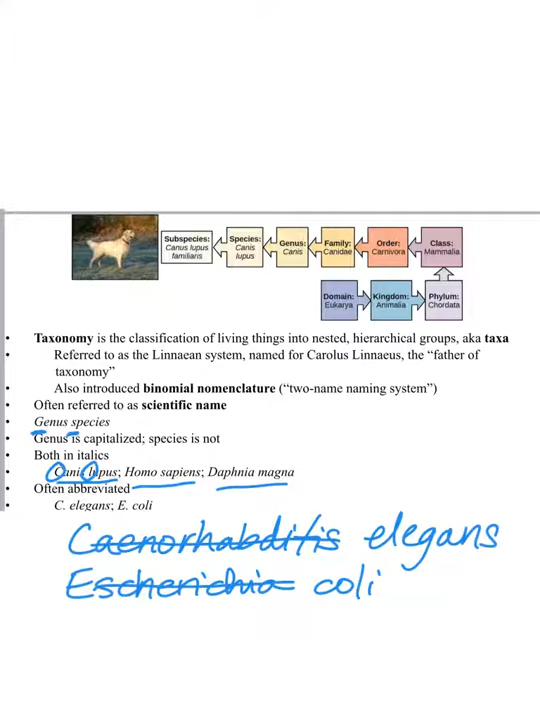 Subspecies:
Canus lupus
familiaris
Species:
Canis
lupus
Genus:
Canis
Family:
Canidae
Order:
Carnivora
Class:
Mammalia
Domain:
Eukarya
Kingdom:
Animalia
Phylum:
Chordata
• Taxonomy is the classification of living things into nested, hierarchical groups, aka taxa
• Referred to as the Linnaean system, named for Carolus Linnaeus, the “father of
taxonomy”
• Also introduced binomial nomenclature (“two-name naming system”)
• Often referred to as scientific name
• Genus species
• Genus is capitalized; species is not
• Both in italics
• Canis lupus; Homo sapiens; Daphnia magna
• Often abbreviated
• C. elegans; E. coli
Caenorhabditis elegans
Escherichia coli